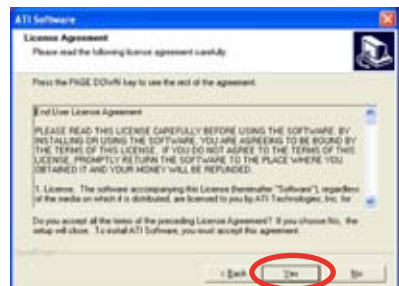 ATI Software
License Agreement
Please read the following license agreement carefully.
Press the PAGE DOWN key to see the rest of the agreement.
End User License Agreement
PLEASE READ THIS LICENSE CAREFULLY BEFORE USING THE SOFTWARE. BY
INSTALLING OR USING THE SOFTWARE, YOU ARE AGREEING TO BE BOUND BY
THE TERMS OF THIS LICENSE. IF YOU DO NOT AGREE TO THE TERMS OF THIS
LICENSE, PROMPTLY RETURN THE SOFTWARE TO THE PLACE WHERE YOU
OBTAINED IT AND YOUR MONEY WILL BE REFUNDED.
1. License. The software accompanying this License (hereinafter "Software"), regardless
of the media on which it is distributed, are licensed to you by ATI Technologies, Inc. for
Do you accept all the terms of the preceding License Agreement? If you choose No, the
setup will close. To install ATI Software, you must accept this agreement.
< Back Yes No